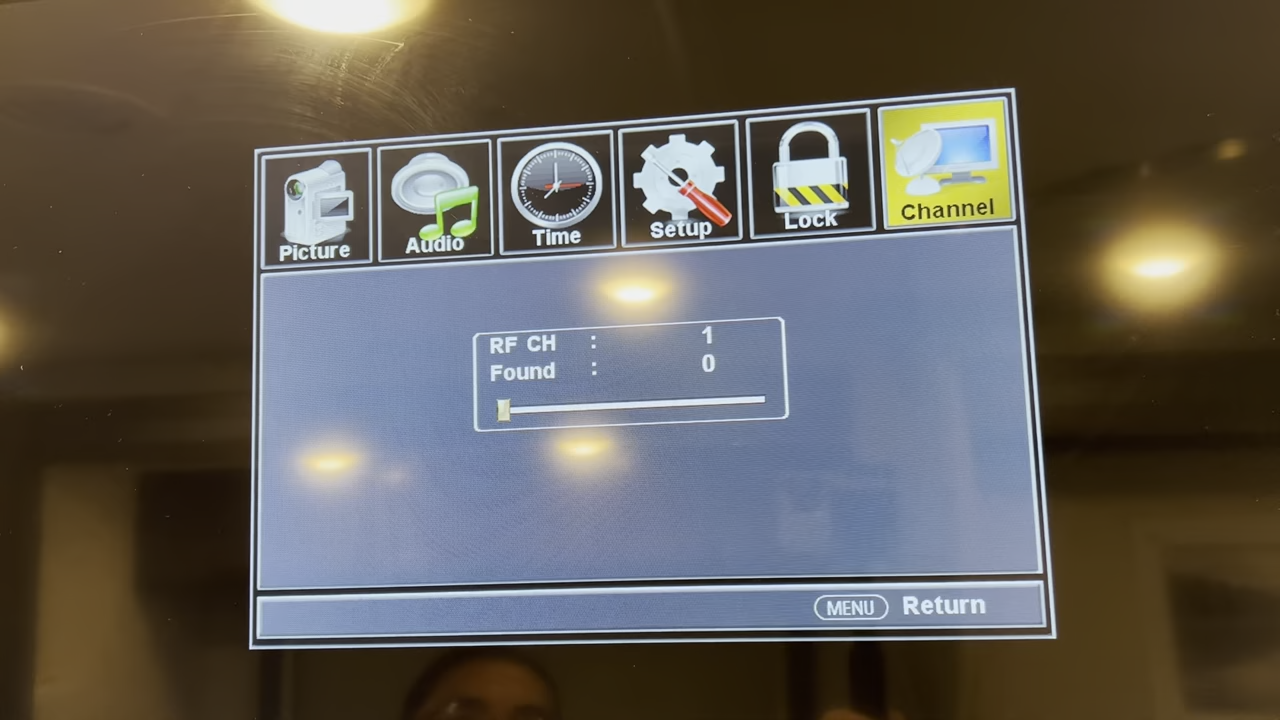 Picture Audio Time Setup Lock Channel
RF CH : 1
Found : 0
MENU Return